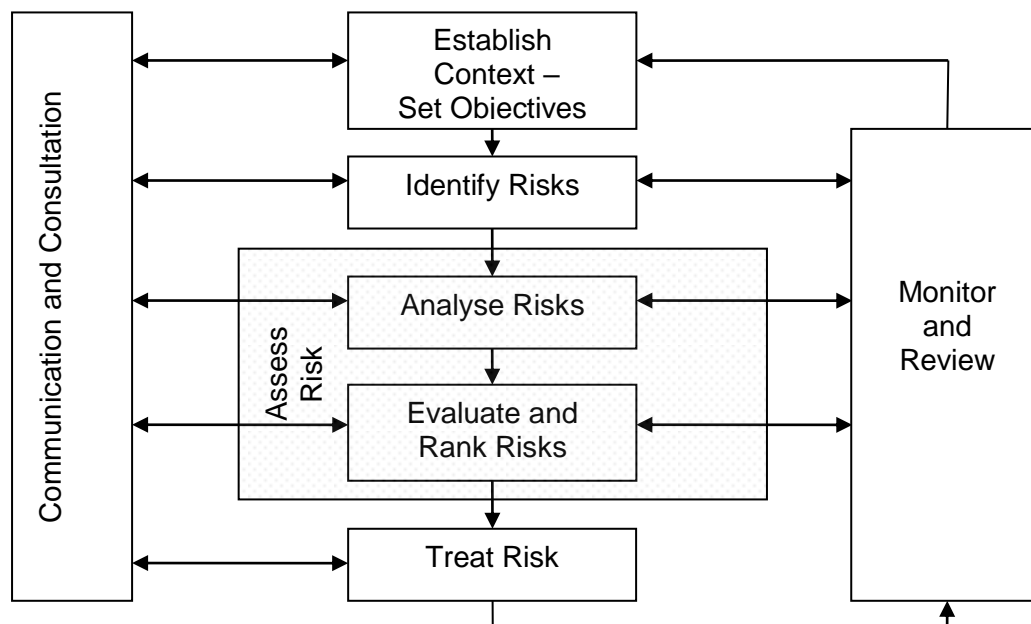 Communication and Consultation
Establish
Context –
Set Objectives
Identify Risks
Assess
Risk
Analyse Risks
Evaluate and
Rank Risks
Treat Risk
Monitor
and
Review